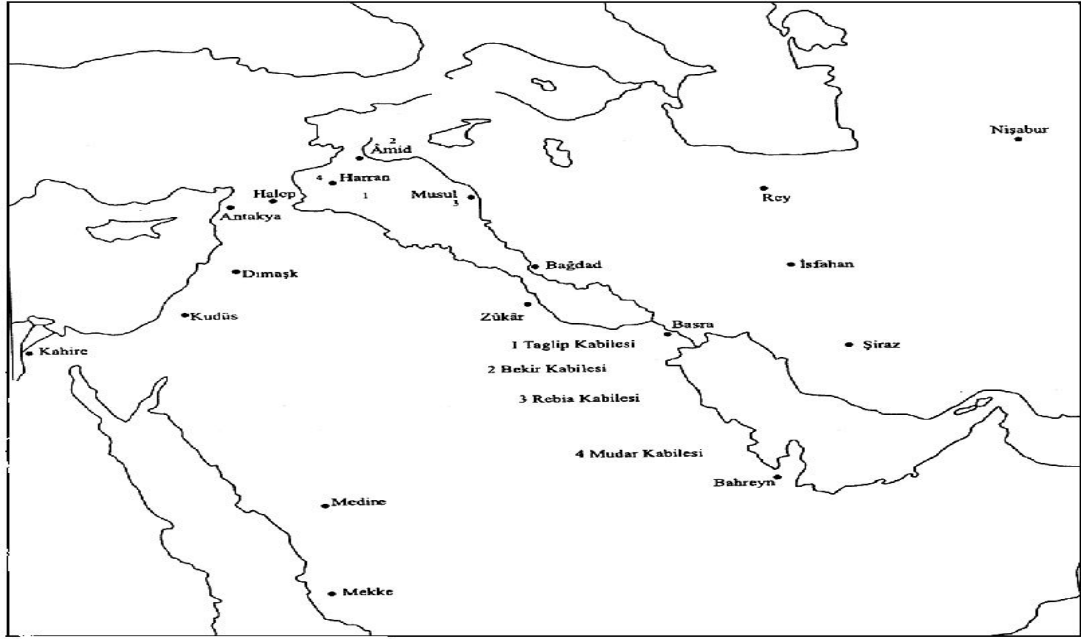 Nişabur
2
Âmid
4
Harran
Rey
Halep
1
Musul
3
Antakya
Bağdad
İsfahan
Dımaşk
Kudüs
Zûkâr
Basra
Kahire
1 Taglip Kabilesi
Şiraz
2 Bekir Kabilesi
3 Rebia Kabilesi
4 Mudar Kabilesi
Bahreyn
Medine
Mekke